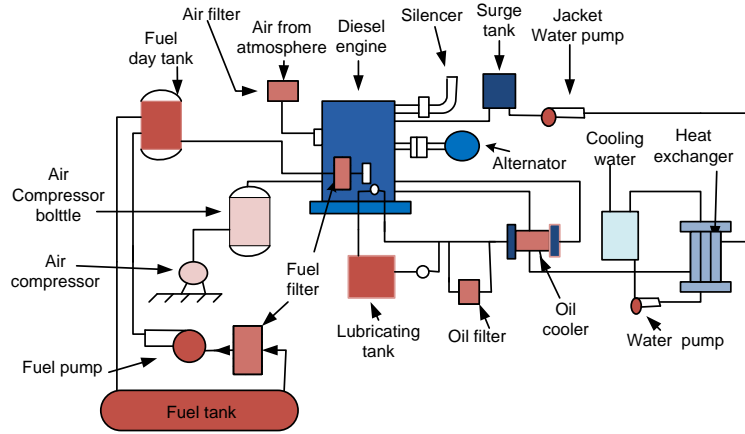 Air filter
Fuel
day tank
Air from
atmosphere
Diesel
engine
Silencer
Surge
tank
Jacket
Water pump
Alternator
Cooling
water
Heat
exchanger
Air
Compressor
bolttle
Air
compressor
Fuel
filter
Lubricating
tank
Oil filter
Oil
cooler
Water pump
Fuel pump
Fuel tank